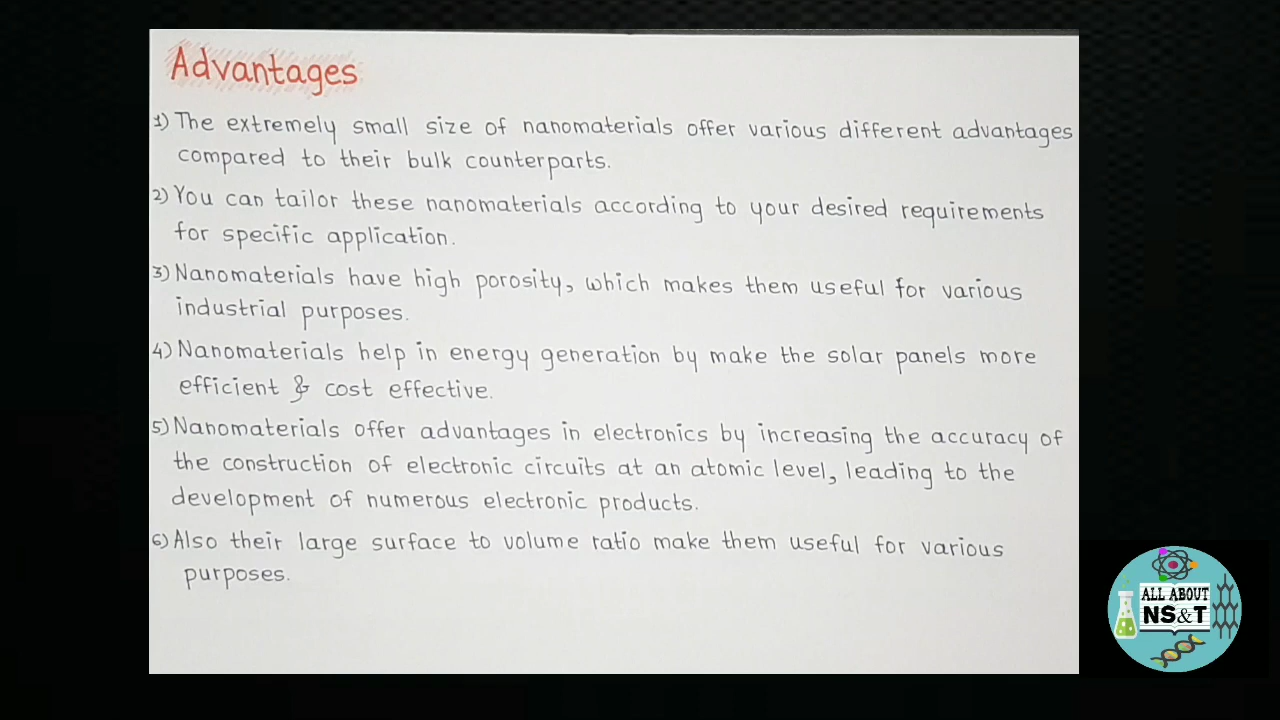 Advantages
1) The extremely small size of nanomaterials offer various different advantages
compared to their bulk counterparts.
2) You can tailor these nanomaterials according to your desired requirements
for specific application.
3) Nanomaterials have high porosity, which makes them useful for various
industrial purposes.
4) Nanomaterials help in energy generation by make the solar panels more
efficient & cost effective.
5) Nanomaterials offer advantages in electronics by increasing the accuracy of
the construction of electronic circuits at an atomic level, leading to the
development of numerous electronic products.
6) Also their large surface to volume ratio make them useful for various
purposes.
ALL ABOUT
NS&T